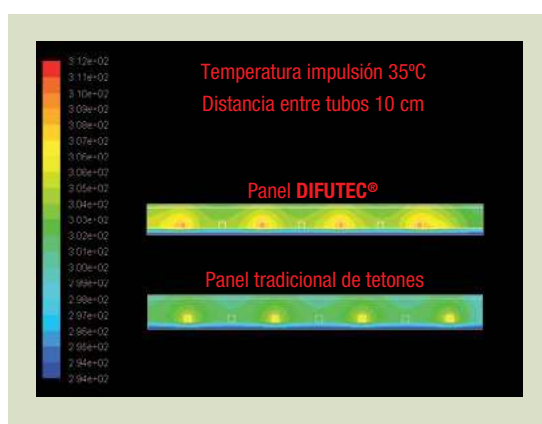 3.12e+02
3.11e+02
3.10e+02
3.09e+02
3.08e+02
3.07e+02
3.06e+02
3.06e+02
3.05e+02
3.04e+02
3.03e+02
3.02e+02
3.01e+02
3.00e+02
2.99e+02
2.98e+02
2.97e+02
2.96e+02
2.95e+02
2.94e+02
2.94e+02
Temperatura impulsión 35ºC
Distancia entre tubos 10 cm
Panel DIFUTEC®
Panel tradicional de tetones